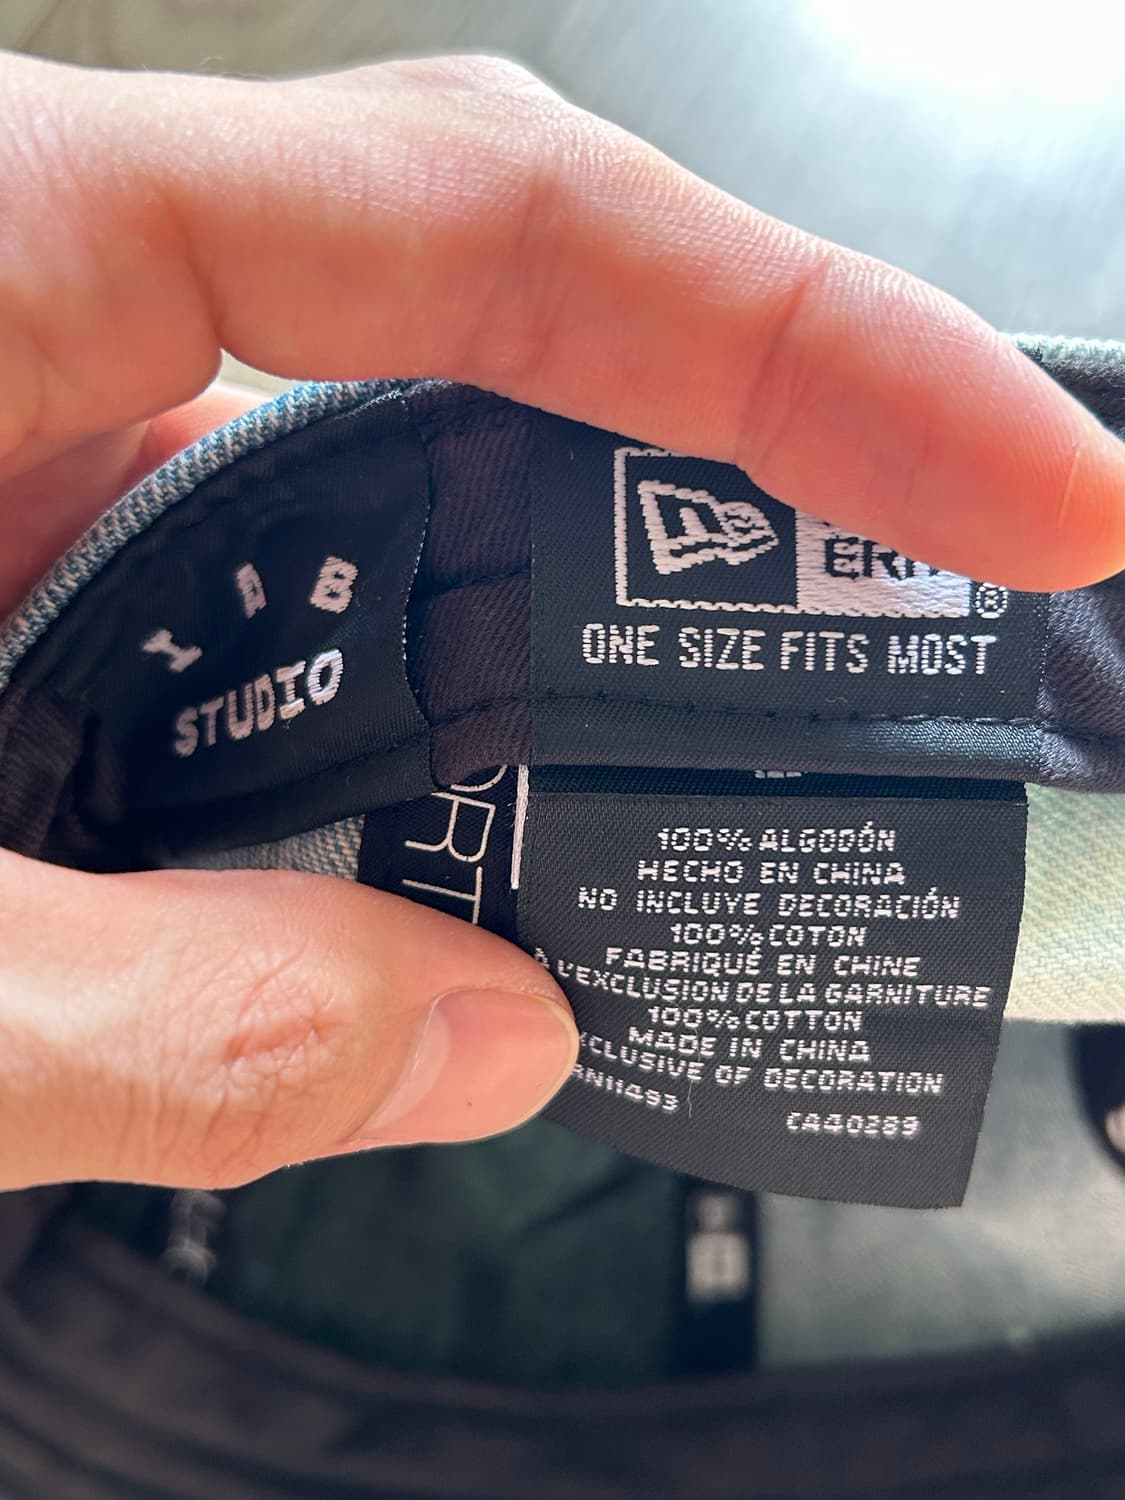 I A B
STUDIO
ONE SIZE FITS MOST
100% ALGODÓN
HECHO EN CHINA
NO INCLUYE DECORACIÓN
100% COTON
FABRIQUÉ EN CHINE
À L'EXCLUSION DE LA GARNITURE
100% COTTON
MADE IN CHINA
EXCLUSIVE OF DECORATION
RN11493
CA40289